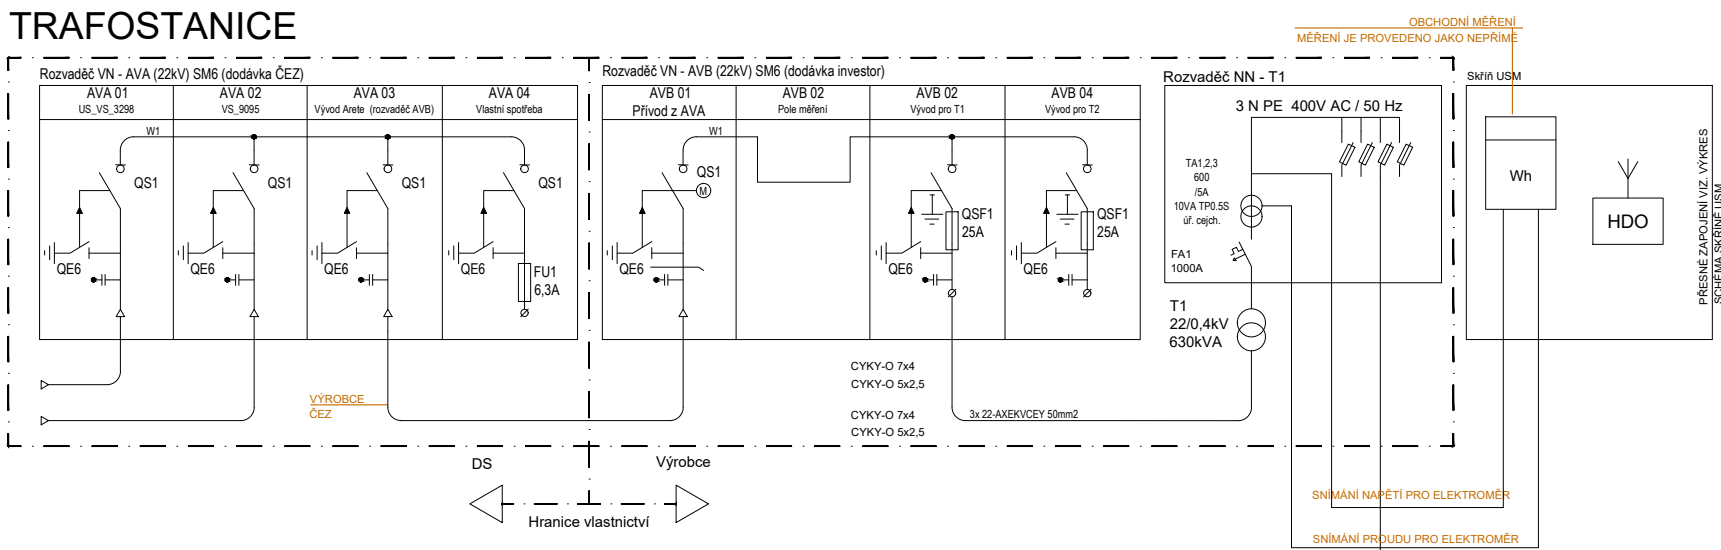 TRAFOSTANICE
OBCHODNÍ MĚŘENÍ
MĚŘENÍ JE PROVEDENO JAKO NEPŘÍMÉ
Rozvaděč VN - AVA (22kV) SM6 (dodávka ČEZ)
AVA 01
US_VS_3298
AVA 02
VS_9095
AVA 03
Vývod Arete (rozvaděč AVB)
AVA 04
Vlastní spotřeba
W1
QS1
QS1
QS1
QS1
QE6
QE6
QE6
QE6
FU1
6,3A
Rozvaděč VN - AVB (22kV) SM6 (dodávka investor)
AVB 01
Přívod z AVA
AVB 02
Pole měření
AVB 02
Vývod pro T1
AVB 04
Vývod pro T2
W1
QS1
M
QSF1
25A
QSF1
25A
QE6
QE6
QE6
Rozvaděč NN - T1
3 N PE 400V AC / 50 Hz
TA1,2,3
600
/5A
10VA TP0.5S
úř. cejch.
FA1
1000A
T1
22/0,4kV
630kVA
Skříň USM
Wh
HDO
PŘESNÉ ZAPOJENÍ VIZ. VÝKRES
SCHÉMA SKŘÍNĚ USM
VÝROBCE
ČEZ
CYKY-O 7x4
CYKY-O 5x2,5
CYKY-O 7x4
CYKY-O 5x2,5
3x 22-AXEKVCEY 50mm2
DS
Výrobce
Hranice vlastnictví
SNÍMÁNÍ NAPĚTÍ PRO ELEKTROMĚR
SNÍMÁNÍ PROUDU PRO ELEKTROMĚR